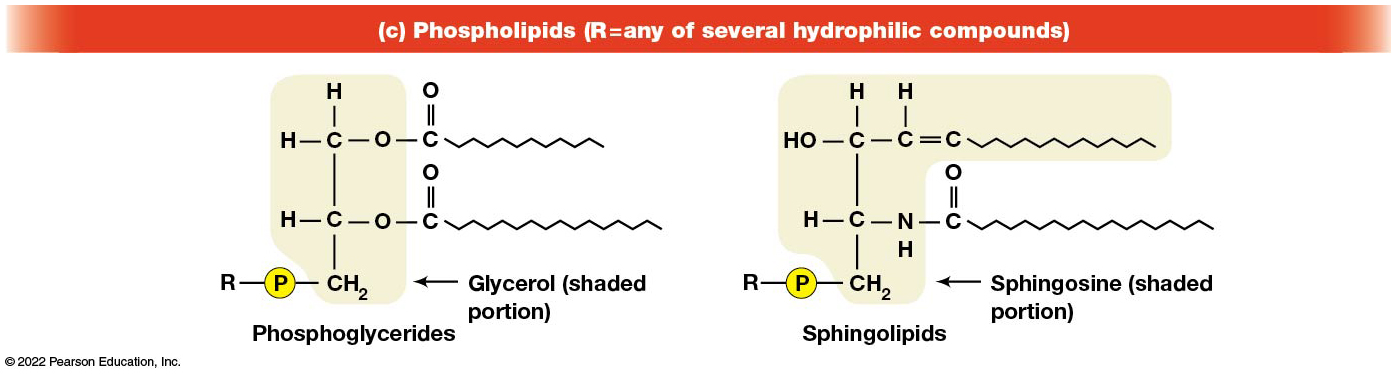 (c) Phospholipids (R=any of several hydrophilic compounds)
H O
H C O C
O
H C O C
R P CH2
Glycerol (shaded
portion)
Phosphoglycerides
H H
HO C C C
O
H C N C
H
R P CH2
Sphingosine (shaded
portion)
Sphingolipids
© 2022 Pearson Education, Inc.